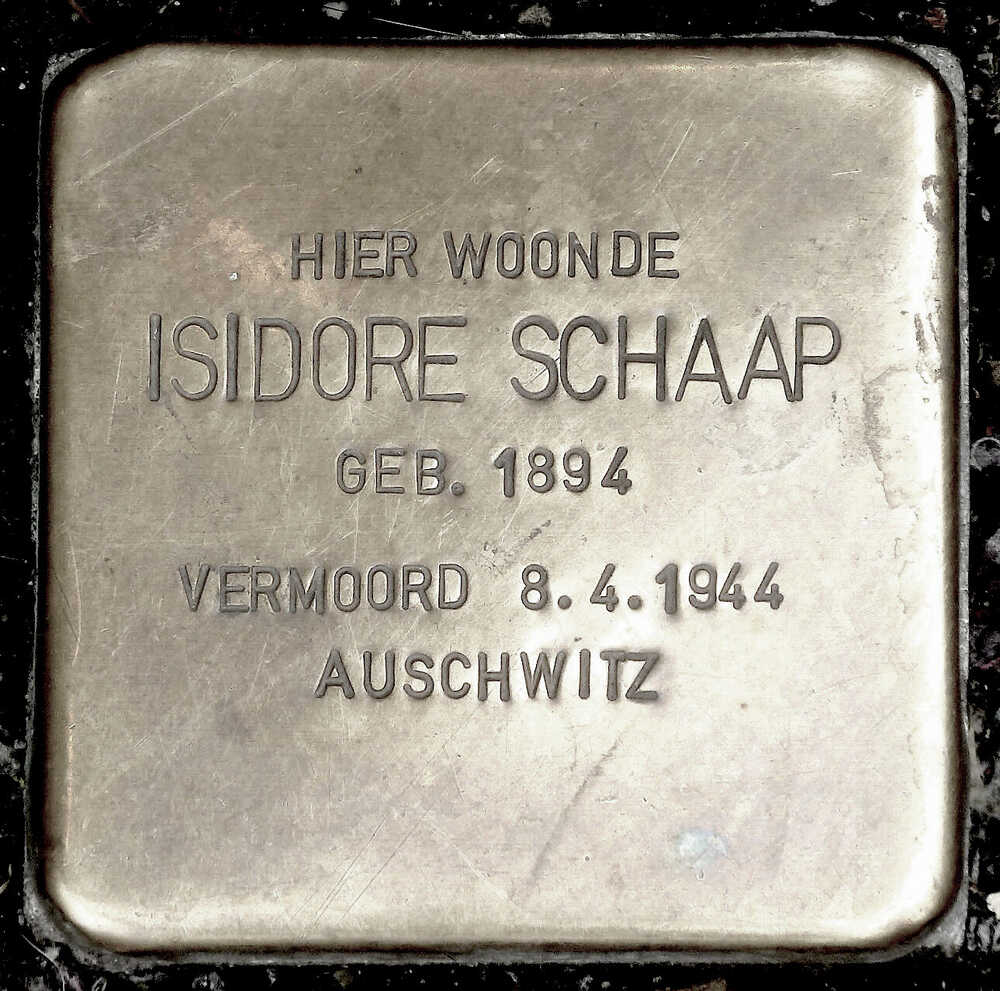 HIER WOONDE
ISIDORE SCHAAP
GEB. 1894
VERMOORD 8.4.1944
AUSCHWITZ